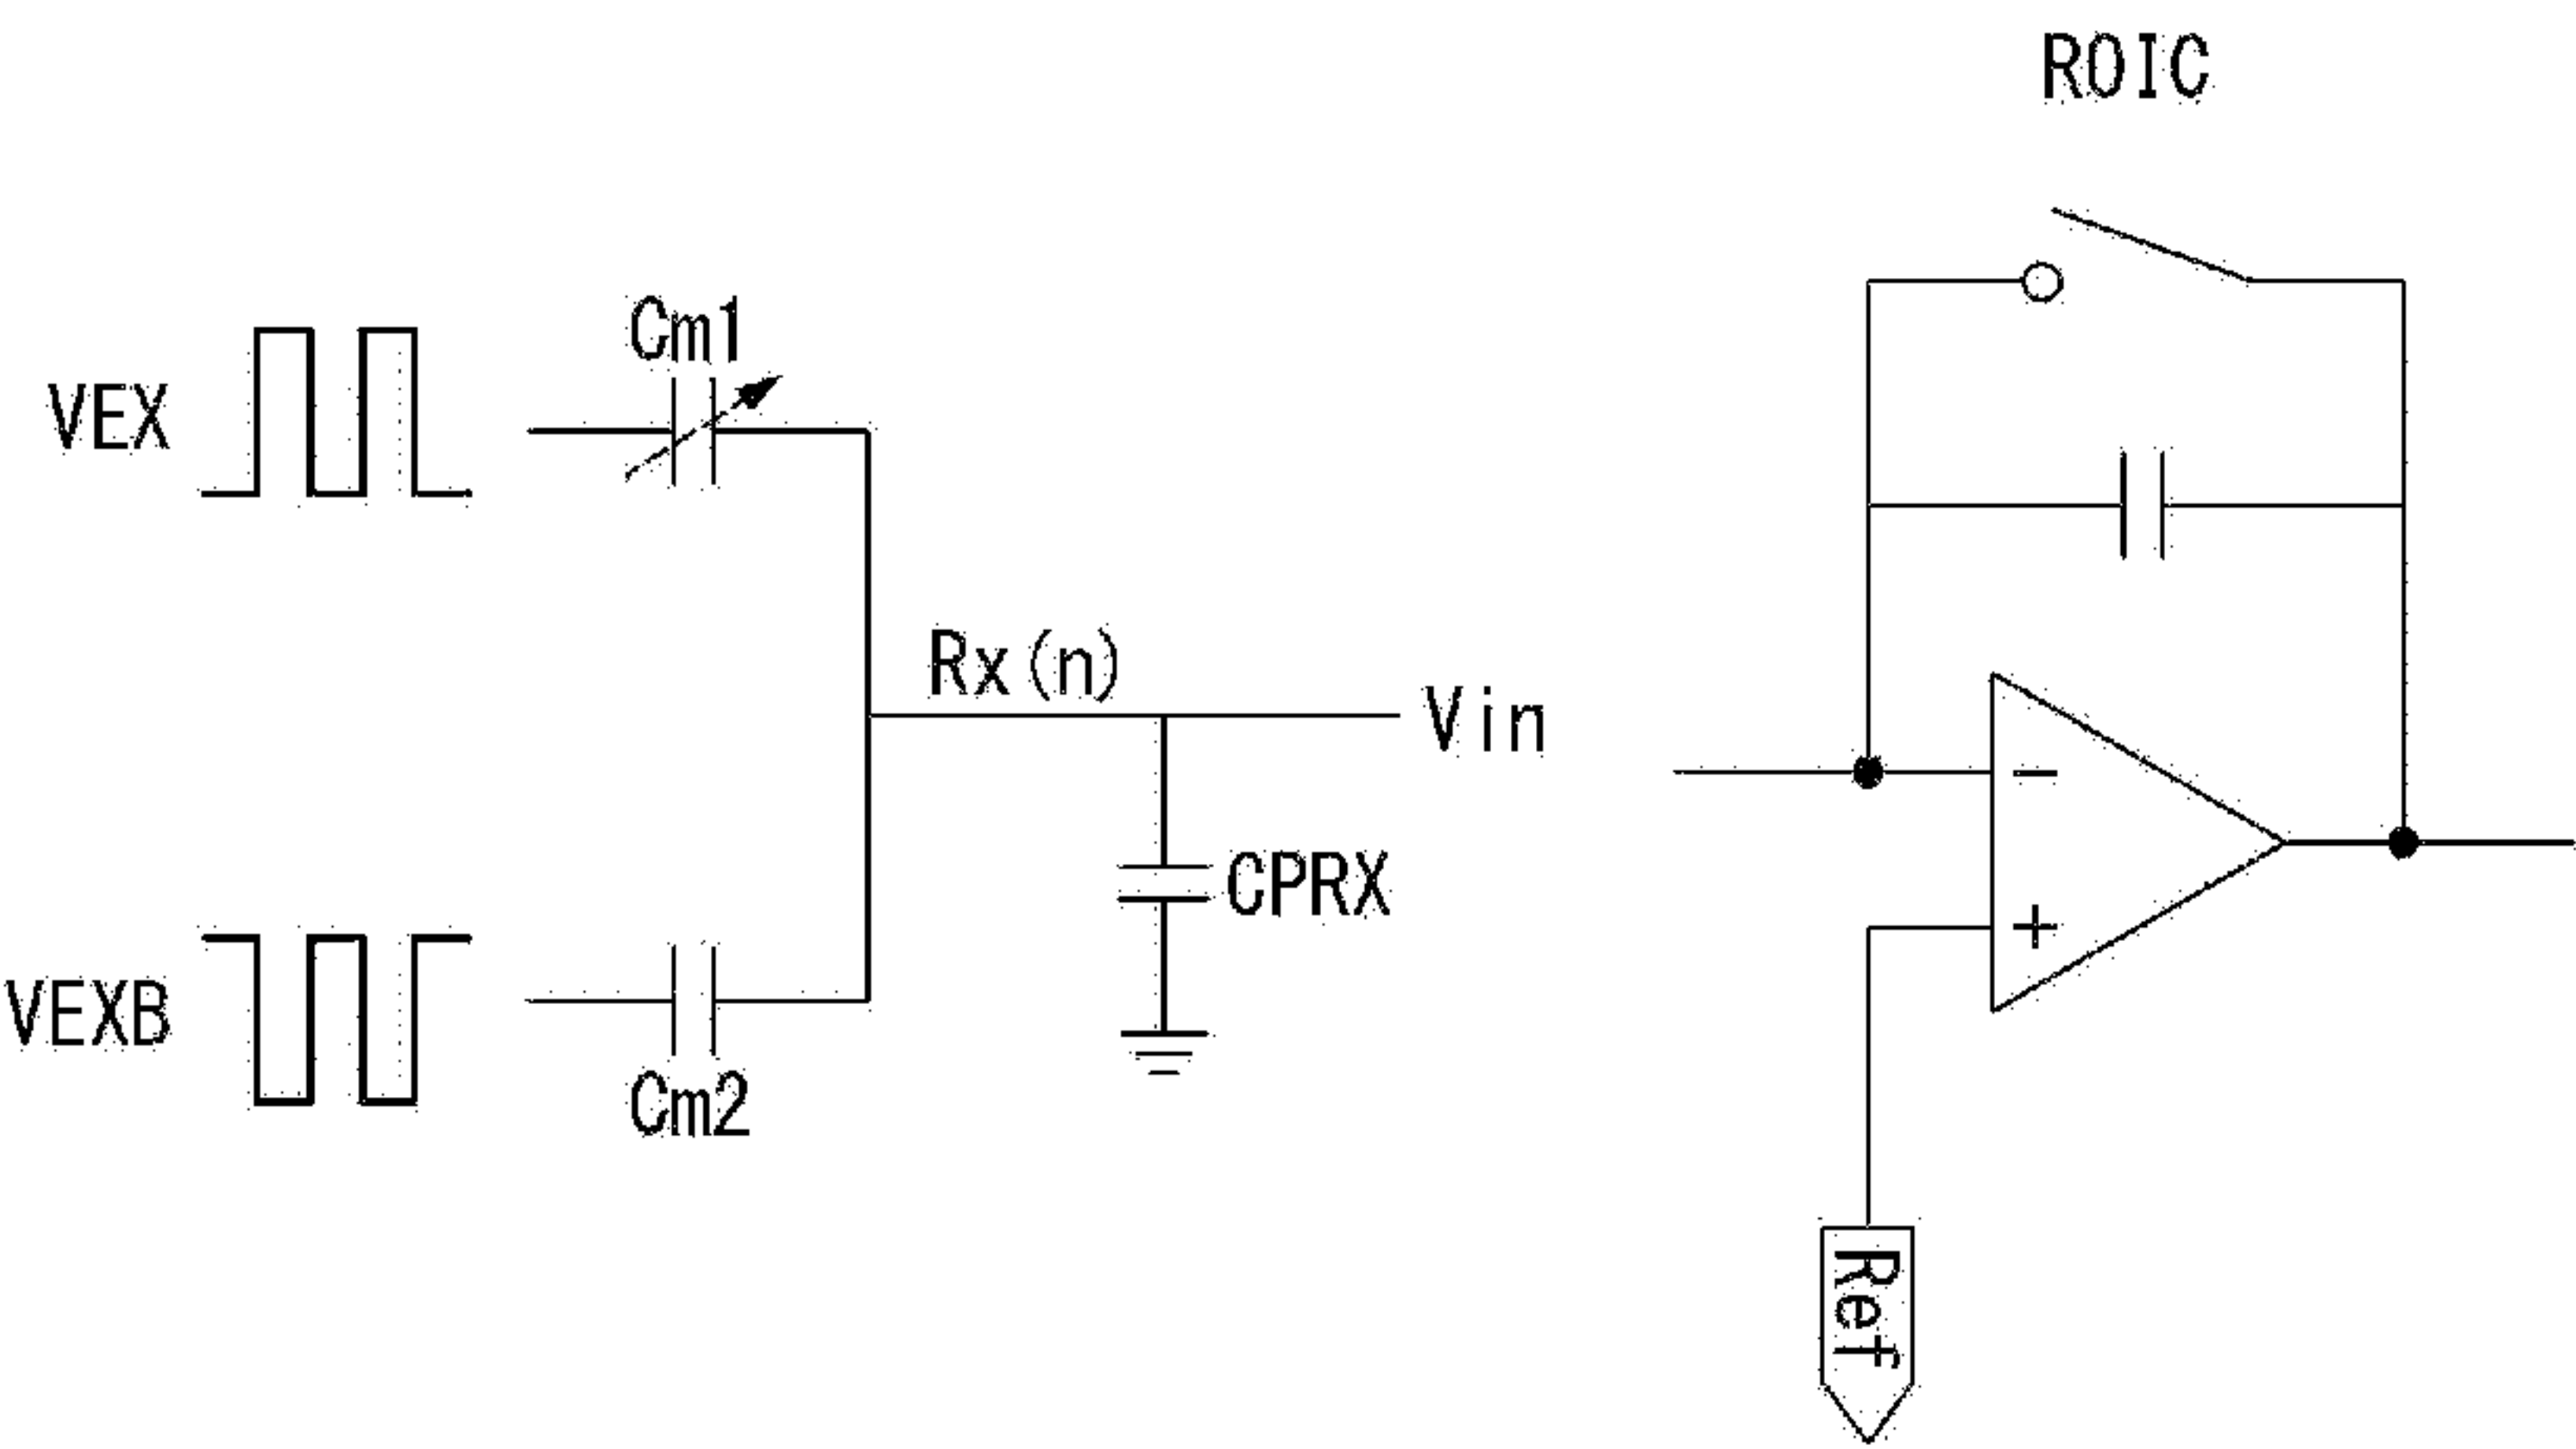 ROIC
Cm1
VEX
Rx(n)
Vin
−
CPRX
+
VEXB
Cm2
Ref